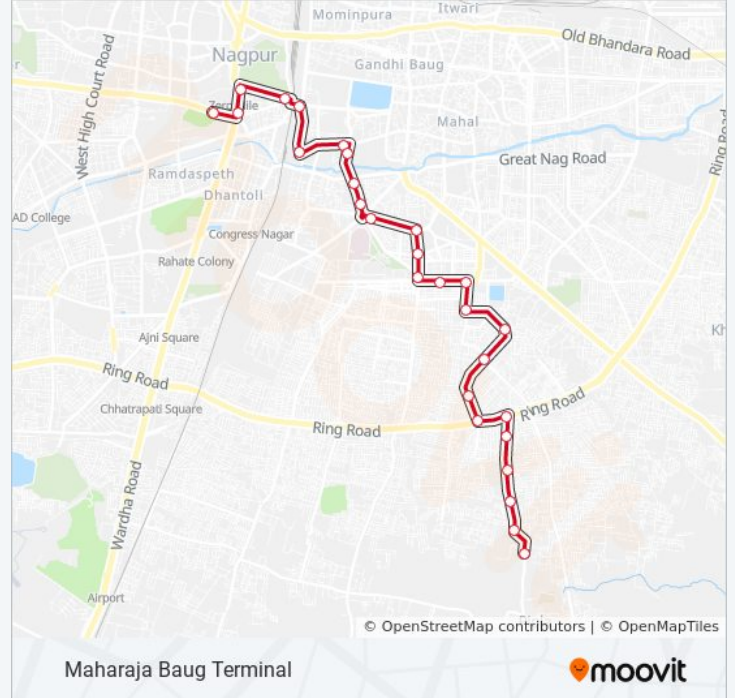 Mominpura
Itwari
Old Bhandara Road
Nagpur
Gandhi Baug
West High Court Road
Mahal
Great Nag Road
Ring Road
Ramdaspeth
Dhantoli
AD College
Congress Nagar
Rahate Colony
Ajni Square
Ring Road
Chhatrapati Square
Ring Road
Ring Road
Wardha Road
Airport
© OpenStreetMap contributors | © OpenMapTiles
Maharaja Baug Terminal
moovit